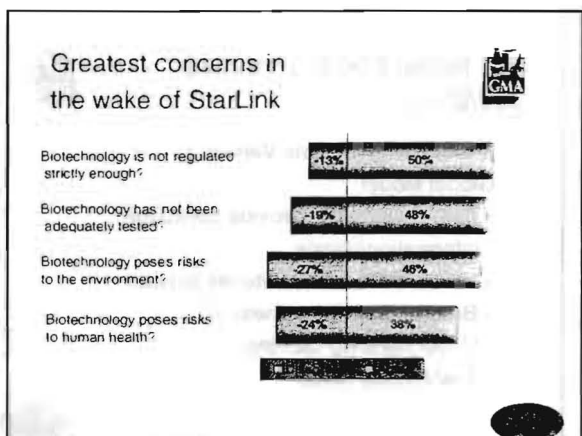 Greatest concerns in
the wake of StarLink
GMA
Biotechnology is not regulated
strictly enough?
-13% 50%
Biotechnology has not been
adequately tested?
-19% 48%
Biotechnology poses risks
to the environment?
-27% 46%
Biotechnology poses risks
to human health?
-24% 38%